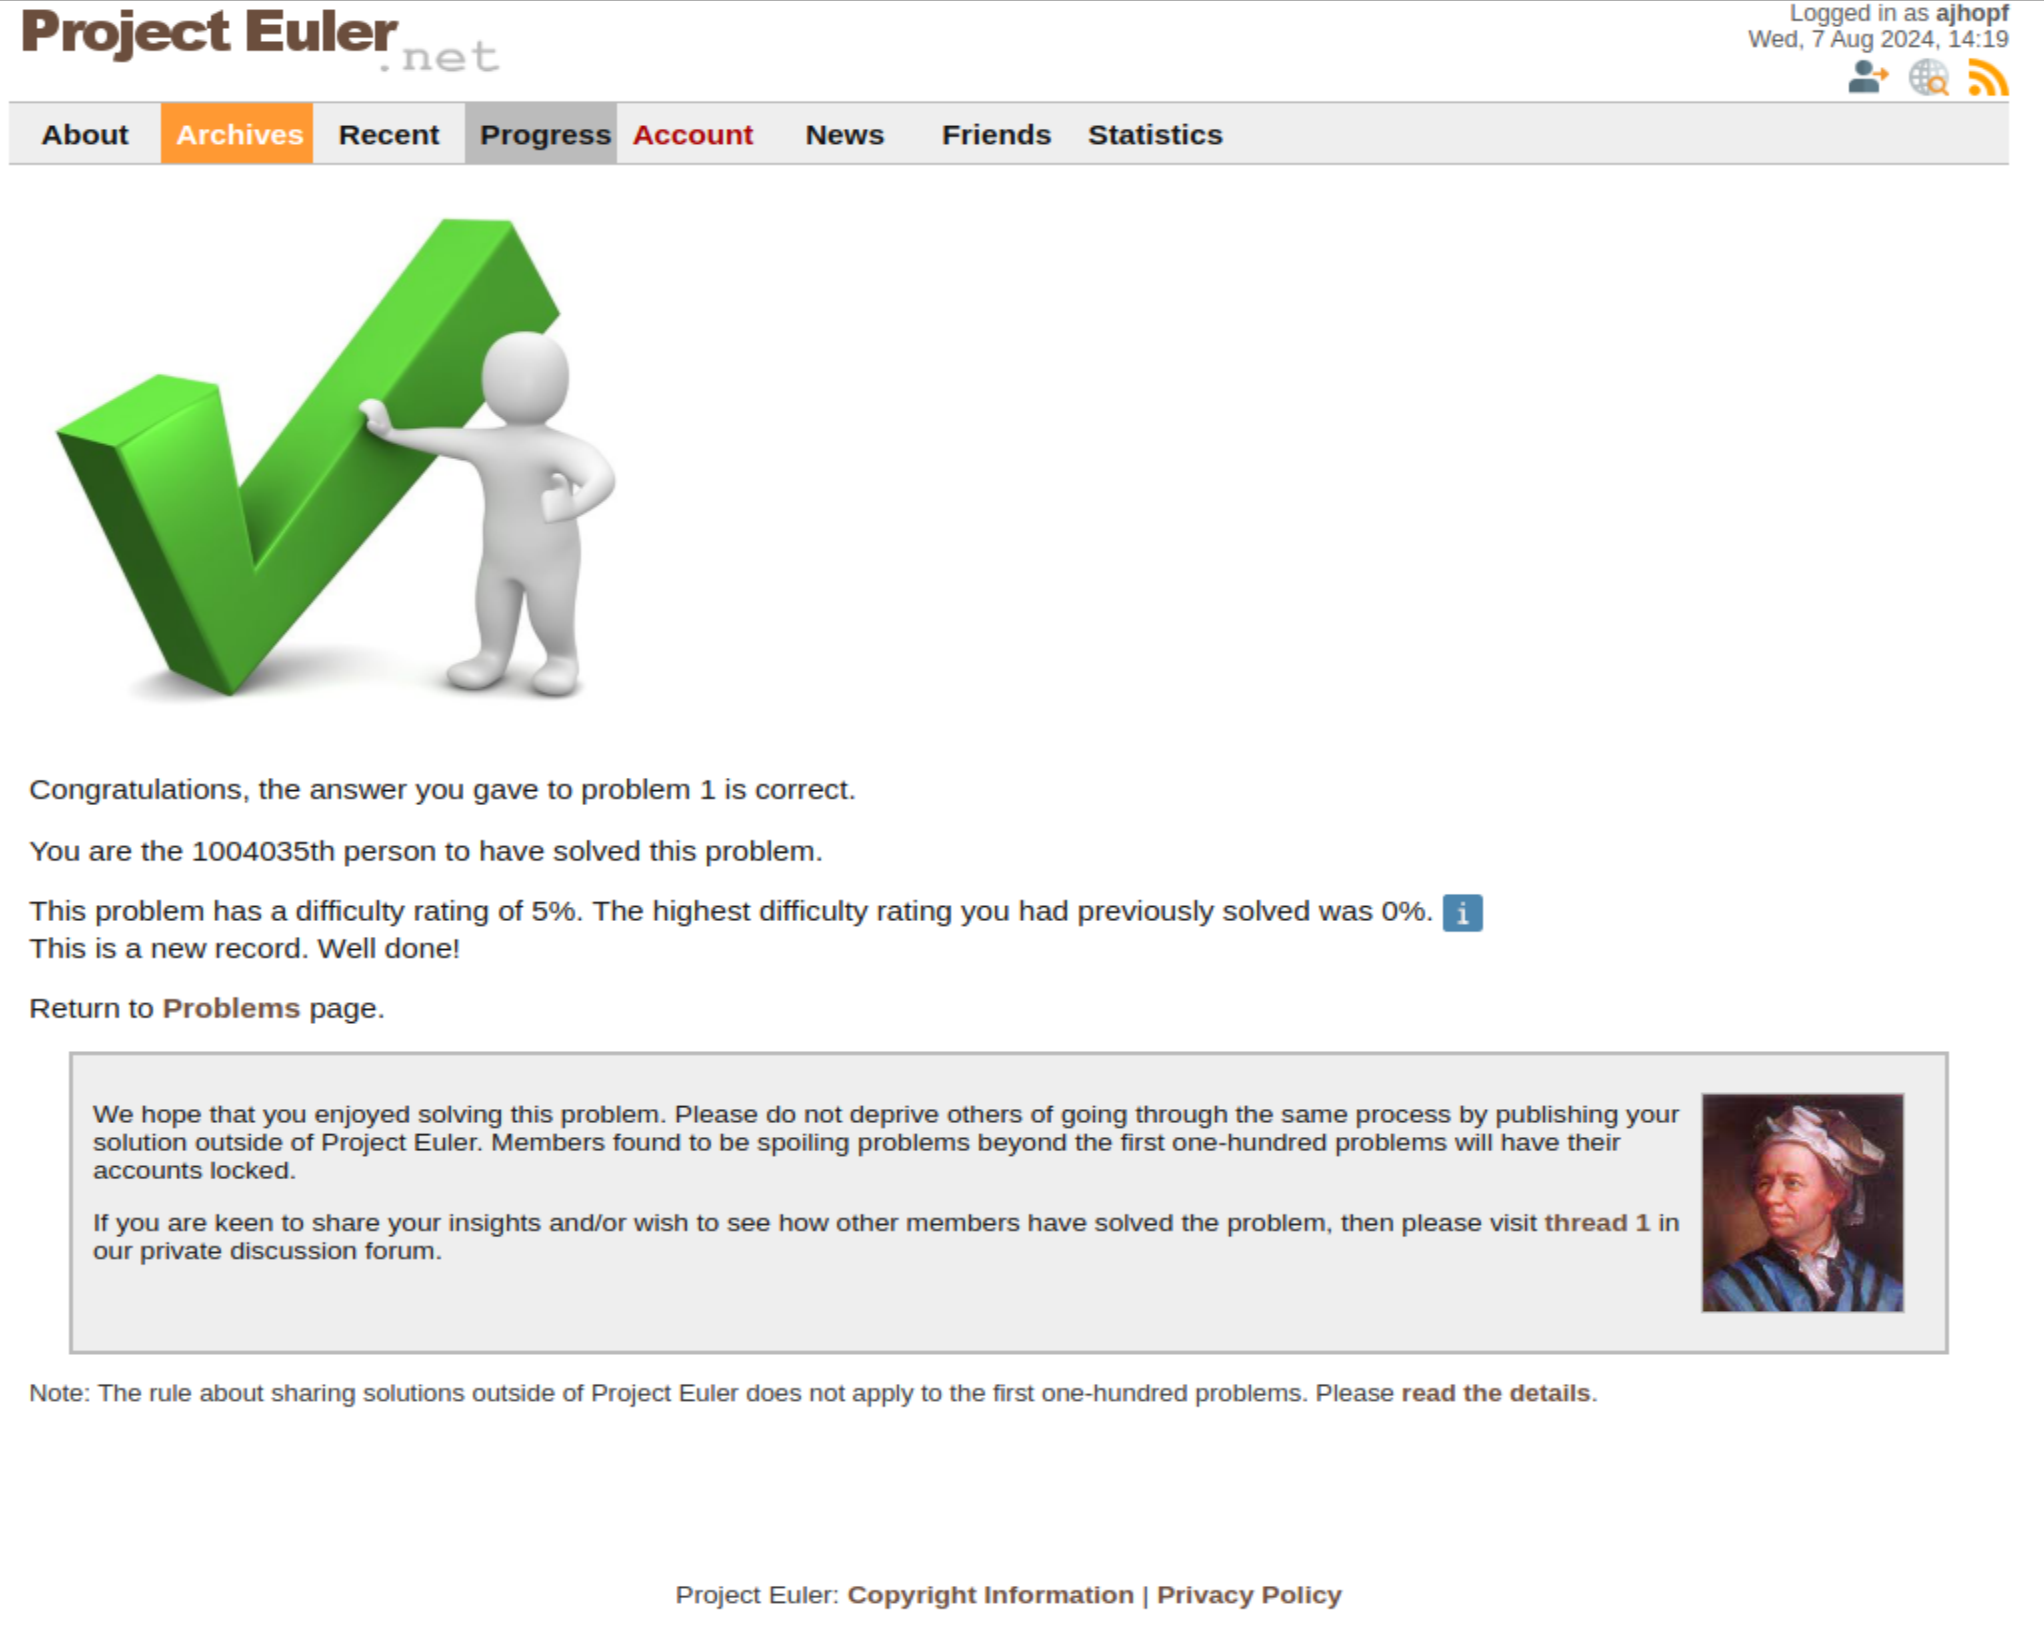 Project Euler.net
Logged in as ajhopf
Wed, 7 Aug 2024, 14:19
About Archives Recent Progress Account News Friends Statistics
Congratulations, the answer you gave to problem 1 is correct.
You are the 1004035th person to have solved this problem.
This problem has a difficulty rating of 5%. The highest difficulty rating you had previously solved was 0%. i
This is a new record. Well done!
Return to Problems page.
We hope that you enjoyed solving this problem. Please do not deprive others of going through the same process by publishing your
solution outside of Project Euler. Members found to be spoiling problems beyond the first one-hundred problems will have their
accounts locked.
If you are keen to share your insights and/or wish to see how other members have solved the problem, then please visit thread 1 in
our private discussion forum.
Note: The rule about sharing solutions outside of Project Euler does not apply to the first one-hundred problems. Please read the details.
Project Euler: Copyright Information | Privacy Policy